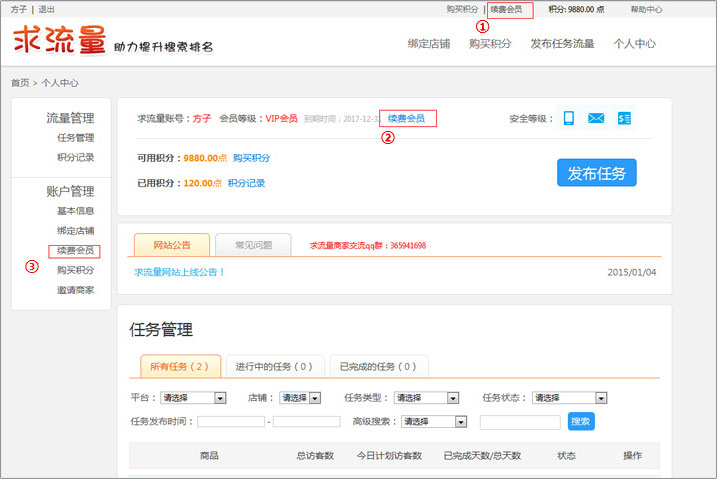 方子 | 退出 购买积分 | 续费会员 积分: 9880.00 点 帮助中心
①
求流量 助力提升搜索排名 绑定店铺 购买积分 发布任务流量 个人中心
首页 > 个人中心
流量管理
任务管理
积分记录
账户管理
基本信息
绑定店铺
续费会员
③
购买积分
邀请商家
求流量账号：方子 会员等级：VIP会员 到期时间：2017-12-31 续费会员 安全等级：
②
可用积分：9880.00点 购买积分
已用积分：120.00点 积分记录
发布任务
网站公告 常见问题 求流量商家交流qq群：365941698
求流量网站上线公告！ 2015/01/04
任务管理
所有任务（2） 进行中的任务（0） 已完成的任务（0）
平台： 请选择 店铺： 请选择 任务类型： 请选择 任务状态： 请选择
任务发布时间： - 高级搜索： 请选择 搜索
商品 总访客数 今日计划访客数 已完成天数/总天数 状态 操作